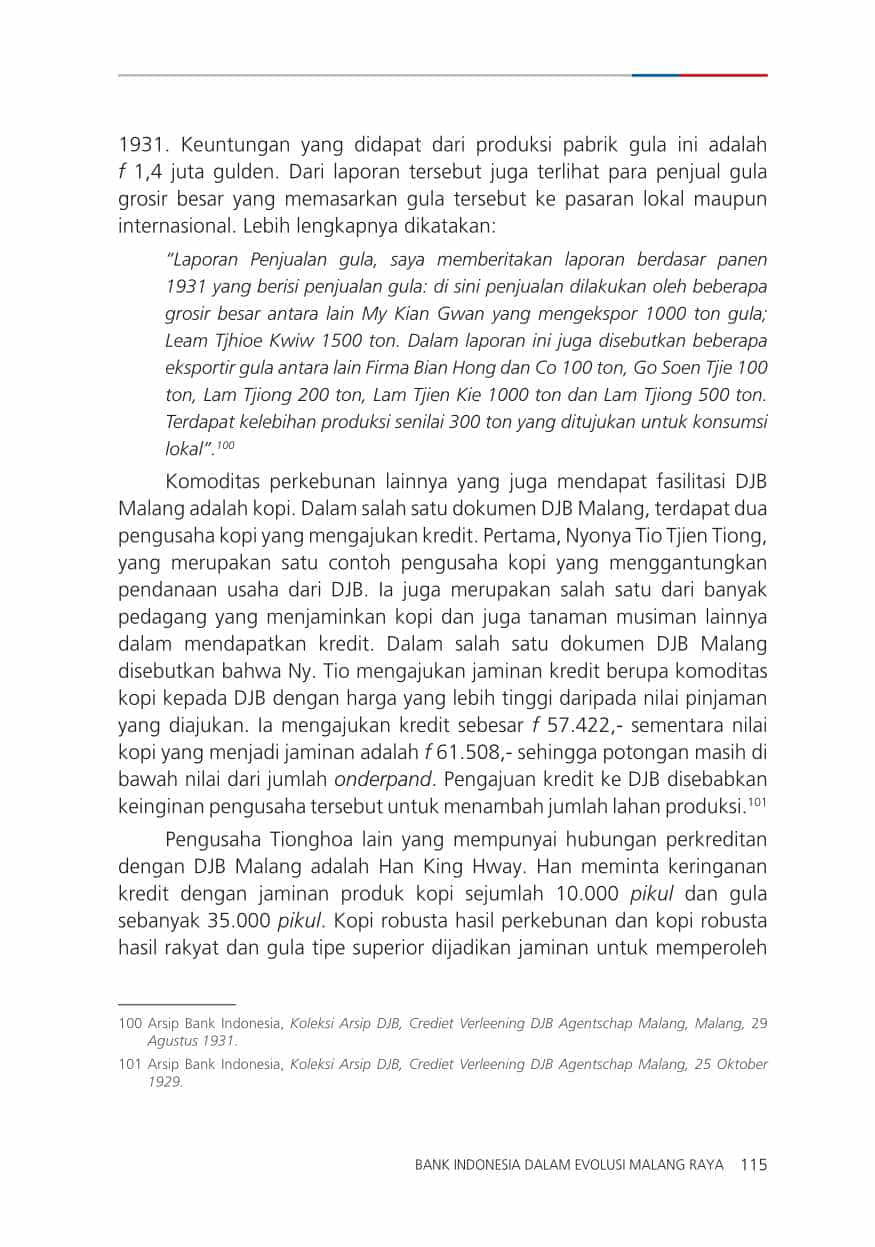 1931. Keuntungan yang didapat dari produksi pabrik gula ini adalah
f 1,4 juta gulden. Dari laporan tersebut juga terlihat para penjual gula
grosir besar yang memasarkan gula tersebut ke pasaran lokal maupun
internasional. Lebih lengkapnya dikatakan:
“Laporan Penjualan gula, saya memberitakan laporan berdasar panen
1931 yang berisi penjualan gula: di sini penjualan dilakukan oleh beberapa
grosir besar antara lain My Kian Gwan yang mengekspor 1000 ton gula;
Leam Tjhioe Kwiw 1500 ton. Dalam laporan ini juga disebutkan beberapa
eksportir gula antara lain Firma Bian Hong dan Co 100 ton, Go Soen Tjie 100
ton, Lam Tjiong 200 ton, Lam Tjien Kie 1000 ton dan Lam Tjiong 500 ton.
Terdapat kelebihan produksi senilai 300 ton yang ditujukan untuk konsumsi
lokal”.100
Komoditas perkebunan lainnya yang juga mendapat fasilitasi DJB
Malang adalah kopi. Dalam salah satu dokumen DJB Malang, terdapat dua
pengusaha kopi yang mengajukan kredit. Pertama, Nyonya Tio Tjien Tiong,
yang merupakan satu contoh pengusaha kopi yang menggantungkan
pendanaan usaha dari DJB. Ia juga merupakan salah satu dari banyak
pedagang yang menjaminkan kopi dan juga tanaman musiman lainnya
dalam mendapatkan kredit. Dalam salah satu dokumen DJB Malang
disebutkan bahwa Ny. Tio mengajukan jaminan kredit berupa komoditas
kopi kepada DJB dengan harga yang lebih tinggi daripada nilai pinjaman
yang diajukan. Ia mengajukan kredit sebesar f 57.422,- sementara nilai
kopi yang menjadi jaminan adalah f 61.508,- sehingga potongan masih di
bawah nilai dari jumlah onderpand. Pengajuan kredit ke DJB disebabkan
keinginan pengusaha tersebut untuk menambah jumlah lahan produksi.101
Pengusaha Tionghoa lain yang mempunyai hubungan perkreditan
dengan DJB Malang adalah Han King Hway. Han meminta keringanan
kredit dengan jaminan produk kopi sejumlah 10.000 pikul dan gula
sebanyak 35.000 pikul. Kopi robusta hasil perkebunan dan kopi robusta
hasil rakyat dan gula tipe superior dijadikan jaminan untuk memperoleh
100 Arsip Bank Indonesia, Koleksi Arsip DJB, Crediet Verleening DJB Agentschap Malang, Malang, 29
Agustus 1931.
101 Arsip Bank Indonesia, Koleksi Arsip DJB, Crediet Verleening DJB Agentschap Malang, 25 Oktober
1929.
BANK INDONESIA DALAM EVOLUSI MALANG RAYA 115